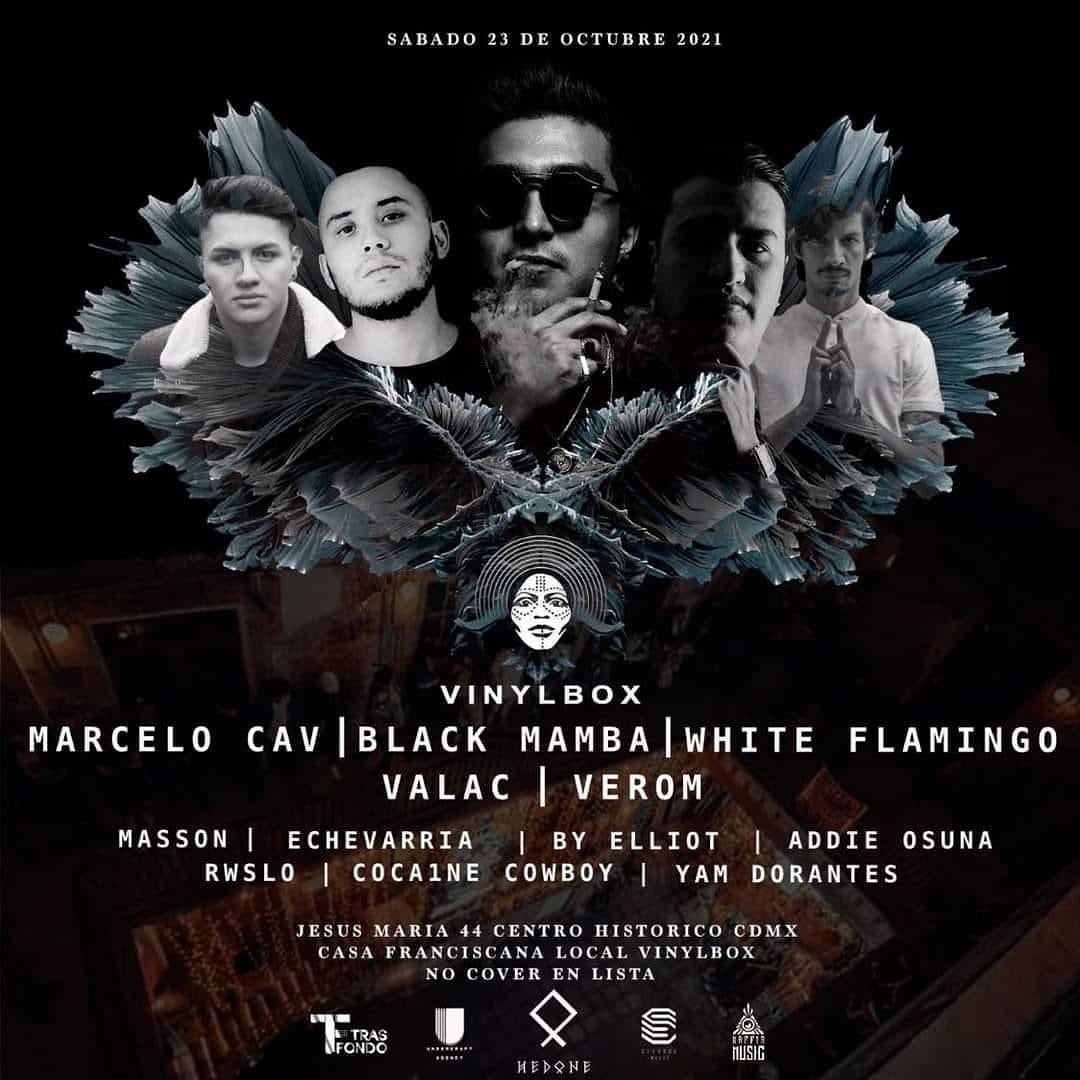 SABADO 23 DE OCTUBRE 2021
VINYLBOX
MARCELO CAV | BLACK MAMBA | WHITE FLAMINGO
VALAC | VEROM
MASSON | ECHEVARRIA | BY ELLIOT | ADDIE OSUNA
RWSLO | COCA1NE COWBOY | YAM DORANTES
JESUS MARIA 44 CENTRO HISTORICO CDMX
CASA FRANCISCANA LOCAL VINYLBOX
NO COVER EN LISTA
TRAS
FONDO
AGENCY
HEDONE
MUSIC
MUSIC